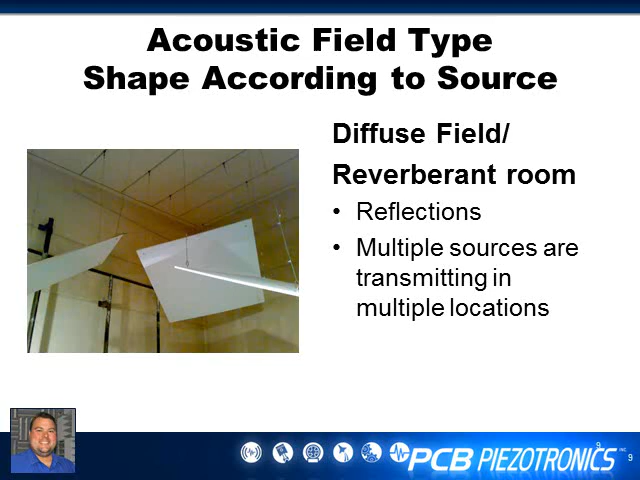 Acoustic Field Type
Shape According to Source
Diffuse Field/
Reverberant room
• Reflections
• Multiple sources are
transmitting in
multiple locations
PCB PIEZOTRONICS INC
9
9